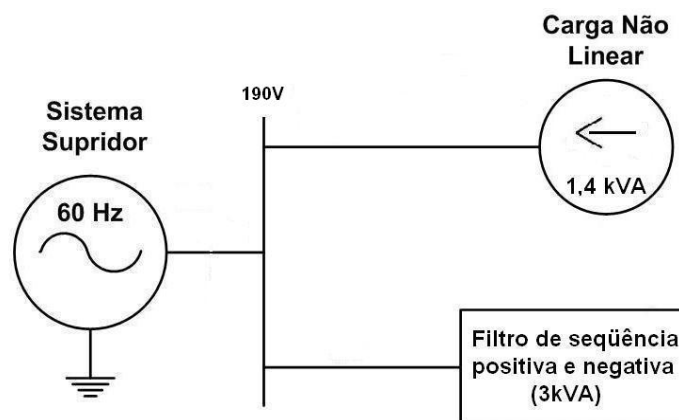 Carga Não
Linear
190V
Sistema
Supridor
60 Hz
1,4 kVA
Filtro de seqüência
positiva e negativa
(3kVA)